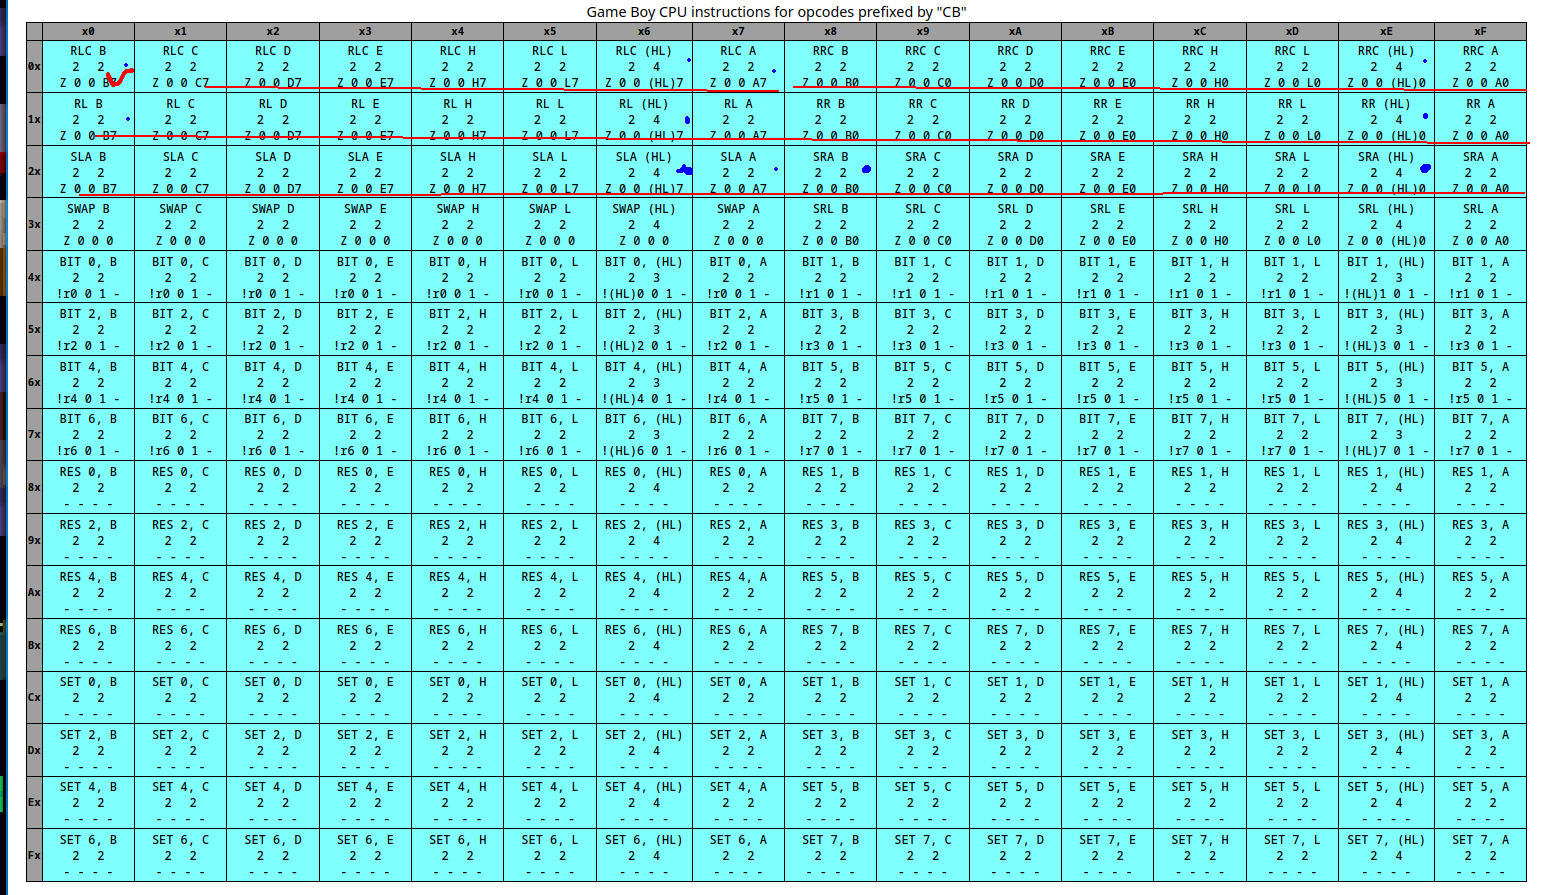 Game Boy CPU instructions for opcodes prefixed by "CB"
x0 x1 x2 x3 x4 x5 x6 x7 x8 x9 xA xB xC xD xE xF
RLC B RLC C RLC D RLC E RLC H RLC L RLC (HL) RLC A RRC B RRC C RRC D RRC E RRC H RRC L RRC (HL) RRC A
0x 2 2 2 2 2 2 2 2 2 2 2 2 2 4 2 2 2 2 2 2 2 2 2 2 2 2 2 2 2 4 2 2
Z 0 0 B7 Z 0 0 C7 Z 0 0 D7 Z 0 0 E7 Z 0 0 H7 Z 0 0 L7 Z 0 0 (HL)7 Z 0 0 A7 Z 0 0 B0 Z 0 0 C0 Z 0 0 D0 Z 0 0 E0 Z 0 0 H0 Z 0 0 L0 Z 0 0 (HL)0 Z 0 0 A0
RL B RL C RL D RL E RL H RL L RL (HL) RL A RR B RR C RR D RR E RR H RR L RR (HL) RR A
1x 2 2 2 2 2 2 2 2 2 2 2 2 2 4 2 2 2 2 2 2 2 2 2 2 2 2 2 2 2 4 2 2
Z 0 0 B7 Z 0 0 C7 Z 0 0 D7 Z 0 0 E7 Z 0 0 H7 Z 0 0 L7 Z 0 0 (HL)7 Z 0 0 A7 Z 0 0 B0 Z 0 0 C0 Z 0 0 D0 Z 0 0 E0 Z 0 0 H0 Z 0 0 L0 Z 0 0 (HL)0 Z 0 0 A0
SLA B SLA C SLA D SLA E SLA H SLA L SLA (HL) SLA A SRA B SRA C SRA D SRA E SRA H SRA L SRA (HL) SRA A
2x 2 2 2 2 2 2 2 2 2 2 2 2 2 4 2 2 2 2 2 2 2 2 2 2 2 2 2 2 2 4 2 2
Z 0 0 B7 Z 0 0 C7 Z 0 0 D7 Z 0 0 E7 Z 0 0 H7 Z 0 0 L7 Z 0 0 (HL)7 Z 0 0 A7 Z 0 0 B0 Z 0 0 C0 Z 0 0 D0 Z 0 0 E0 Z 0 0 H0 Z 0 0 L0 Z 0 0 (HL)0 Z 0 0 A0
SWAP B SWAP C SWAP D SWAP E SWAP H SWAP L SWAP (HL) SWAP A SRL B SRL C SRL D SRL E SRL H SRL L SRL (HL) SRL A
3x 2 2 2 2 2 2 2 2 2 2 2 2 2 4 2 2 2 2 2 2 2 2 2 2 2 2 2 2 2 4 2 2
Z 0 0 0 Z 0 0 0 Z 0 0 0 Z 0 0 0 Z 0 0 0 Z 0 0 0 Z 0 0 0 Z 0 0 0 Z 0 0 B0 Z 0 0 C0 Z 0 0 D0 Z 0 0 E0 Z 0 0 H0 Z 0 0 L0 Z 0 0 (HL)0 Z 0 0 A0
BIT 0, B BIT 0, C BIT 0, D BIT 0, E BIT 0, H BIT 0, L BIT 0, (HL) BIT 0, A BIT 1, B BIT 1, C BIT 1, D BIT 1, E BIT 1, H BIT 1, L BIT 1, (HL) BIT 1, A
4x 2 2 2 2 2 2 2 2 2 2 2 2 2 3 2 2 2 2 2 2 2 2 2 2 2 2 2 2 2 3 2 2
!r0 0 1 - !r0 0 1 - !r0 0 1 - !r0 0 1 - !r0 0 1 - !r0 0 1 - !(HL)0 0 1 - !r0 0 1 - !r1 0 1 - !r1 0 1 - !r1 0 1 - !r1 0 1 - !r1 0 1 - !r1 0 1 - !(HL)1 0 1 - !r1 0 1 -
BIT 2, B BIT 2, C BIT 2, D BIT 2, E BIT 2, H BIT 2, L BIT 2, (HL) BIT 2, A BIT 3, B BIT 3, C BIT 3, D BIT 3, E BIT 3, H BIT 3, L BIT 3, (HL) BIT 3, A
5x 2 2 2 2 2 2 2 2 2 2 2 2 2 3 2 2 2 2 2 2 2 2 2 2 2 2 2 2 2 3 2 2
!r2 0 1 - !r2 0 1 - !r2 0 1 - !r2 0 1 - !r2 0 1 - !r2 0 1 - !(HL)2 0 1 - !r2 0 1 - !r3 0 1 - !r3 0 1 - !r3 0 1 - !r3 0 1 - !r3 0 1 - !r3 0 1 - !(HL)3 0 1 - !r3 0 1 -
BIT 4, B BIT 4, C BIT 4, D BIT 4, E BIT 4, H BIT 4, L BIT 4, (HL) BIT 4, A BIT 5, B BIT 5, C BIT 5, D BIT 5, E BIT 5, H BIT 5, L BIT 5, (HL) BIT 5, A
6x 2 2 2 2 2 2 2 2 2 2 2 2 2 3 2 2 2 2 2 2 2 2 2 2 2 2 2 2 2 3 2 2
!r4 0 1 - !r4 0 1 - !r4 0 1 - !r4 0 1 - !r4 0 1 - !r4 0 1 - !(HL)4 0 1 - !r4 0 1 - !r5 0 1 - !r5 0 1 - !r5 0 1 - !r5 0 1 - !r5 0 1 - !r5 0 1 - !(HL)5 0 1 - !r5 0 1 -
BIT 6, B BIT 6, C BIT 6, D BIT 6, E BIT 6, H BIT 6, L BIT 6, (HL) BIT 6, A BIT 7, B BIT 7, C BIT 7, D BIT 7, E BIT 7, H BIT 7, L BIT 7, (HL) BIT 7, A
7x 2 2 2 2 2 2 2 2 2 2 2 2 2 3 2 2 2 2 2 2 2 2 2 2 2 2 2 2 2 3 2 2
!r6 0 1 - !r6 0 1 - !r6 0 1 - !r6 0 1 - !r6 0 1 - !r6 0 1 - !(HL)6 0 1 - !r6 0 1 - !r7 0 1 - !r7 0 1 - !r7 0 1 - !r7 0 1 - !r7 0 1 - !r7 0 1 - !(HL)7 0 1 - !r7 0 1 -
RES 0, B RES 0, C RES 0, D RES 0, E RES 0, H RES 0, L RES 0, (HL) RES 0, A RES 1, B RES 1, C RES 1, D RES 1, E RES 1, H RES 1, L RES 1, (HL) RES 1, A
8x 2 2 2 2 2 2 2 2 2 2 2 2 2 4 2 2 2 2 2 2 2 2 2 2 2 2 2 2 2 4 2 2
- - - - - - - - - - - - - - - - - - - - - - - - - - - - - - - - - - - - - - - - - - - - - - - - - - - - - - - - - - - - - - - -
RES 2, B RES 2, C RES 2, D RES 2, E RES 2, H RES 2, L RES 2, (HL) RES 2, A RES 3, B RES 3, C RES 3, D RES 3, E RES 3, H RES 3, L RES 3, (HL) RES 3, A
9x 2 2 2 2 2 2 2 2 2 2 2 2 2 4 2 2 2 2 2 2 2 2 2 2 2 2 2 2 2 4 2 2
- - - - - - - - - - - - - - - - - - - - - - - - - - - - - - - - - - - - - - - - - - - - - - - - - - - - - - - - - - - - - - - -
RES 4, B RES 4, C RES 4, D RES 4, E RES 4, H RES 4, L RES 4, (HL) RES 4, A RES 5, B RES 5, C RES 5, D RES 5, E RES 5, H RES 5, L RES 5, (HL) RES 5, A
Ax 2 2 2 2 2 2 2 2 2 2 2 2 2 4 2 2 2 2 2 2 2 2 2 2 2 2 2 2 2 4 2 2
- - - - - - - - - - - - - - - - - - - - - - - - - - - - - - - - - - - - - - - - - - - - - - - - - - - - - - - - - - - - - - - -
RES 6, B RES 6, C RES 6, D RES 6, E RES 6, H RES 6, L RES 6, (HL) RES 6, A RES 7, B RES 7, C RES 7, D RES 7, E RES 7, H RES 7, L RES 7, (HL) RES 7, A
Bx 2 2 2 2 2 2 2 2 2 2 2 2 2 4 2 2 2 2 2 2 2 2 2 2 2 2 2 2 2 4 2 2
- - - - - - - - - - - - - - - - - - - - - - - - - - - - - - - - - - - - - - - - - - - - - - - - - - - - - - - - - - - - - - - -
SET 0, B SET 0, C SET 0, D SET 0, E SET 0, H SET 0, L SET 0, (HL) SET 0, A SET 1, B SET 1, C SET 1, D SET 1, E SET 1, H SET 1, L SET 1, (HL) SET 1, A
Cx 2 2 2 2 2 2 2 2 2 2 2 2 2 4 2 2 2 2 2 2 2 2 2 2 2 2 2 2 2 4 2 2
- - - - - - - - - - - - - - - - - - - - - - - - - - - - - - - - - - - - - - - - - - - - - - - - - - - - - - - - - - - - - - - -
SET 2, B SET 2, C SET 2, D SET 2, E SET 2, H SET 2, L SET 2, (HL) SET 2, A SET 3, B SET 3, C SET 3, D SET 3, E SET 3, H SET 3, L SET 3, (HL) SET 3, A
Dx 2 2 2 2 2 2 2 2 2 2 2 2 2 4 2 2 2 2 2 2 2 2 2 2 2 2 2 2 2 4 2 2
- - - - - - - - - - - - - - - - - - - - - - - - - - - - - - - - - - - - - - - - - - - - - - - - - - - - - - - - - - - - - - - -
SET 4, B SET 4, C SET 4, D SET 4, E SET 4, H SET 4, L SET 4, (HL) SET 4, A SET 5, B SET 5, C SET 5, D SET 5, E SET 5, H SET 5, L SET 5, (HL) SET 5, A
Ex 2 2 2 2 2 2 2 2 2 2 2 2 2 4 2 2 2 2 2 2 2 2 2 2 2 2 2 2 2 4 2 2
- - - - - - - - - - - - - - - - - - - - - - - - - - - - - - - - - - - - - - - - - - - - - - - - - - - - - - - - - - - - - - - -
SET 6, B SET 6, C SET 6, D SET 6, E SET 6, H SET 6, L SET 6, (HL) SET 6, A SET 7, B SET 7, C SET 7, D SET 7, E SET 7, H SET 7, L SET 7, (HL) SET 7, A
Fx 2 2 2 2 2 2 2 2 2 2 2 2 2 4 2 2 2 2 2 2 2 2 2 2 2 2 2 2 2 4 2 2
- - - - - - - - - - - - - - - - - - - - - - - - - - - - - - - - - - - - - - - - - - - - - - - - - - - - - - - - - - - - - - - -